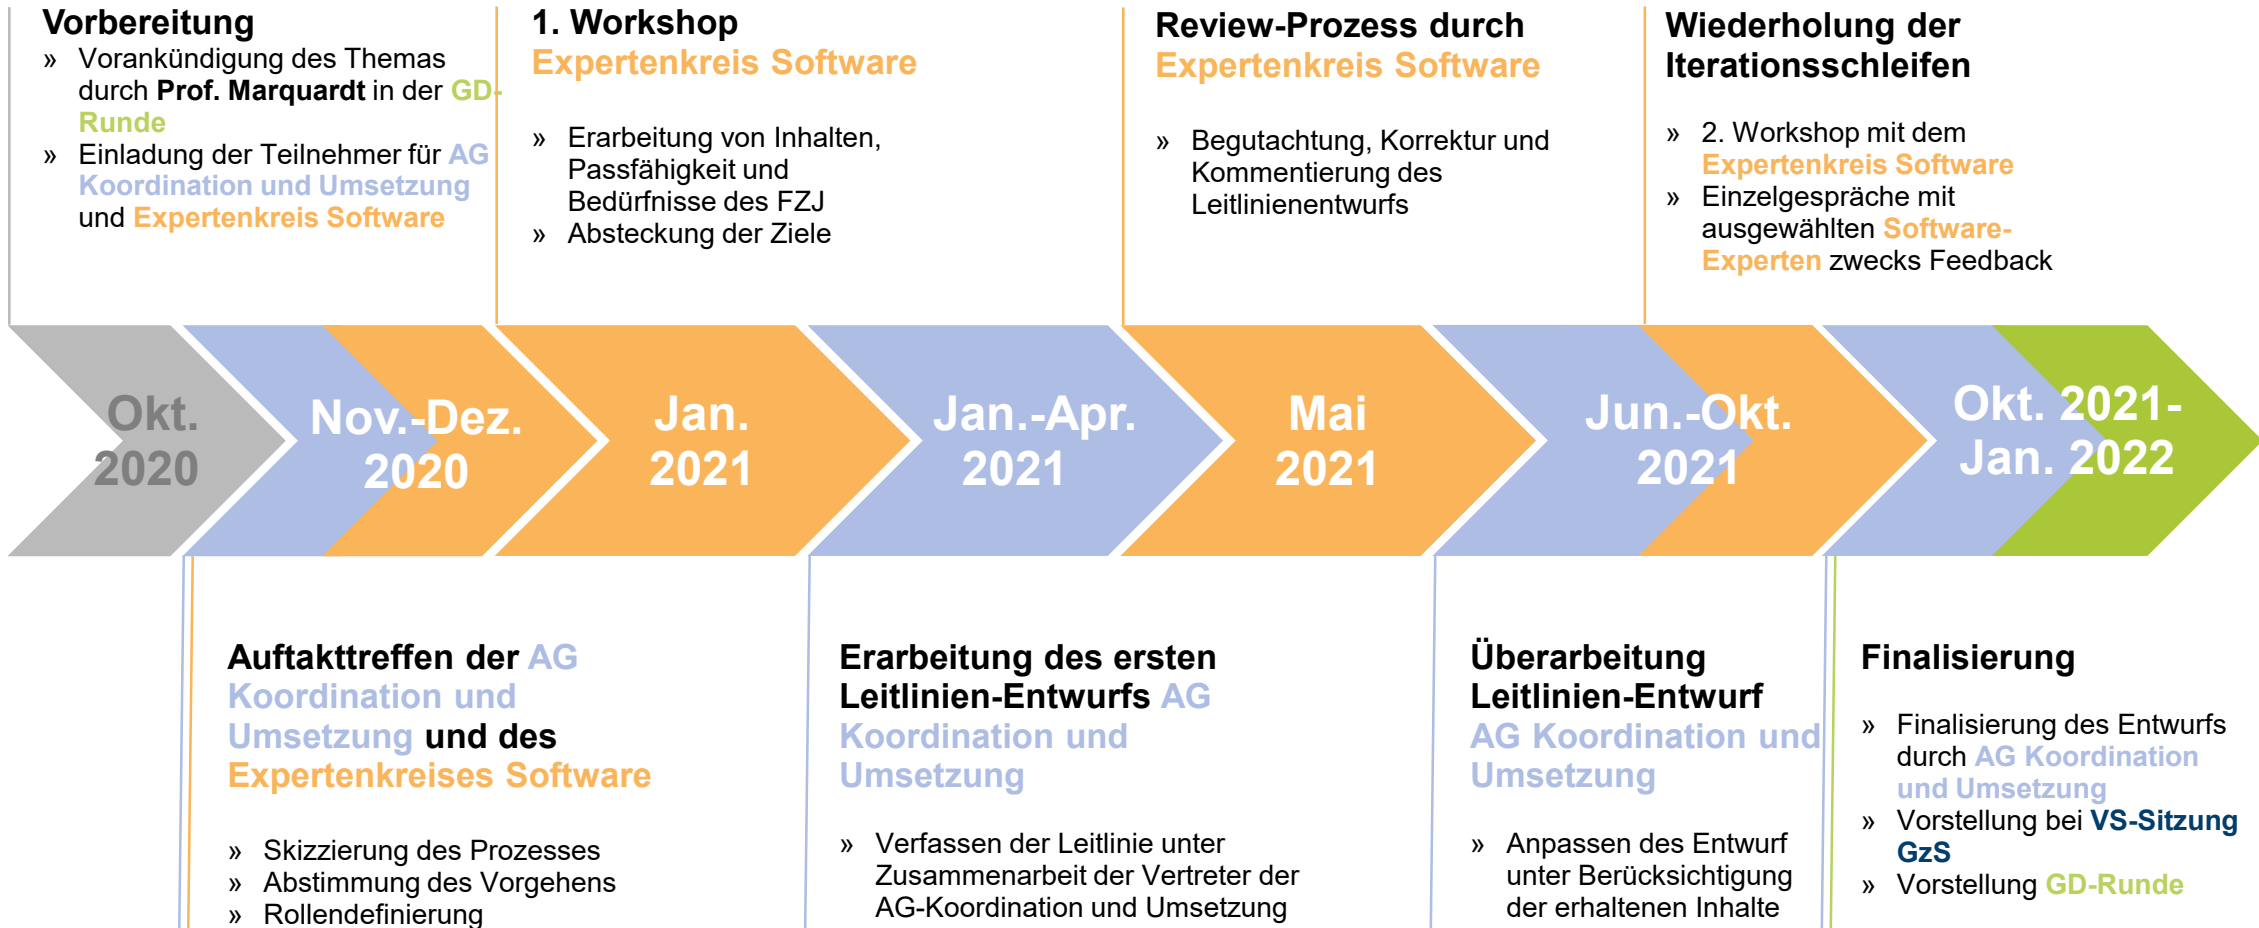 Vorbereitung
» Vorankündigung des Themas
durch Prof. Marquardt in der GD-
Runde
» Einladung der Teilnehmer für AG
Koordination und Umsetzung
und Expertenkreis Software
1. Workshop
Expertenkreis Software
» Erarbeitung von Inhalten,
Passfähigkeit und
Bedürfnisse des FZJ
» Absteckung der Ziele
Review-Prozess durch
Expertenkreis Software
» Begutachtung, Korrektur und
Kommentierung des
Leitlinienentwurfs
Wiederholung der
Iterationsschleifen
» 2. Workshop mit dem
Expertenkreis Software
» Einzelgespräche mit
ausgewählten Software-
Experten zwecks Feedback
Okt.
2020
Nov.-Dez.
2020
Jan.
2021
Jan.-Apr.
2021
Mai
2021
Jun.-Okt.
2021
Okt. 2021-
Jan. 2022
Auftakttreffen der AG
Koordination und
Umsetzung und des
Expertenkreises Software
» Skizzierung des Prozesses
» Abstimmung des Vorgehens
» Rollendefinierung
Erarbeitung des ersten
Leitlinien-Entwurfs AG
Koordination und
Umsetzung
» Verfassen der Leitlinie unter
Zusammenarbeit der Vertreter der
AG-Koordination und Umsetzung
Überarbeitung
Leitlinien-Entwurf
AG Koordination und
Umsetzung
» Anpassen des Entwurf
unter Berücksichtigung
der erhaltenen Inhalte
Finalisierung
» Finalisierung des Entwurfs
durch AG Koordination
und Umsetzung
» Vorstellung bei VS-Sitzung
GzS
» Vorstellung GD-Runde